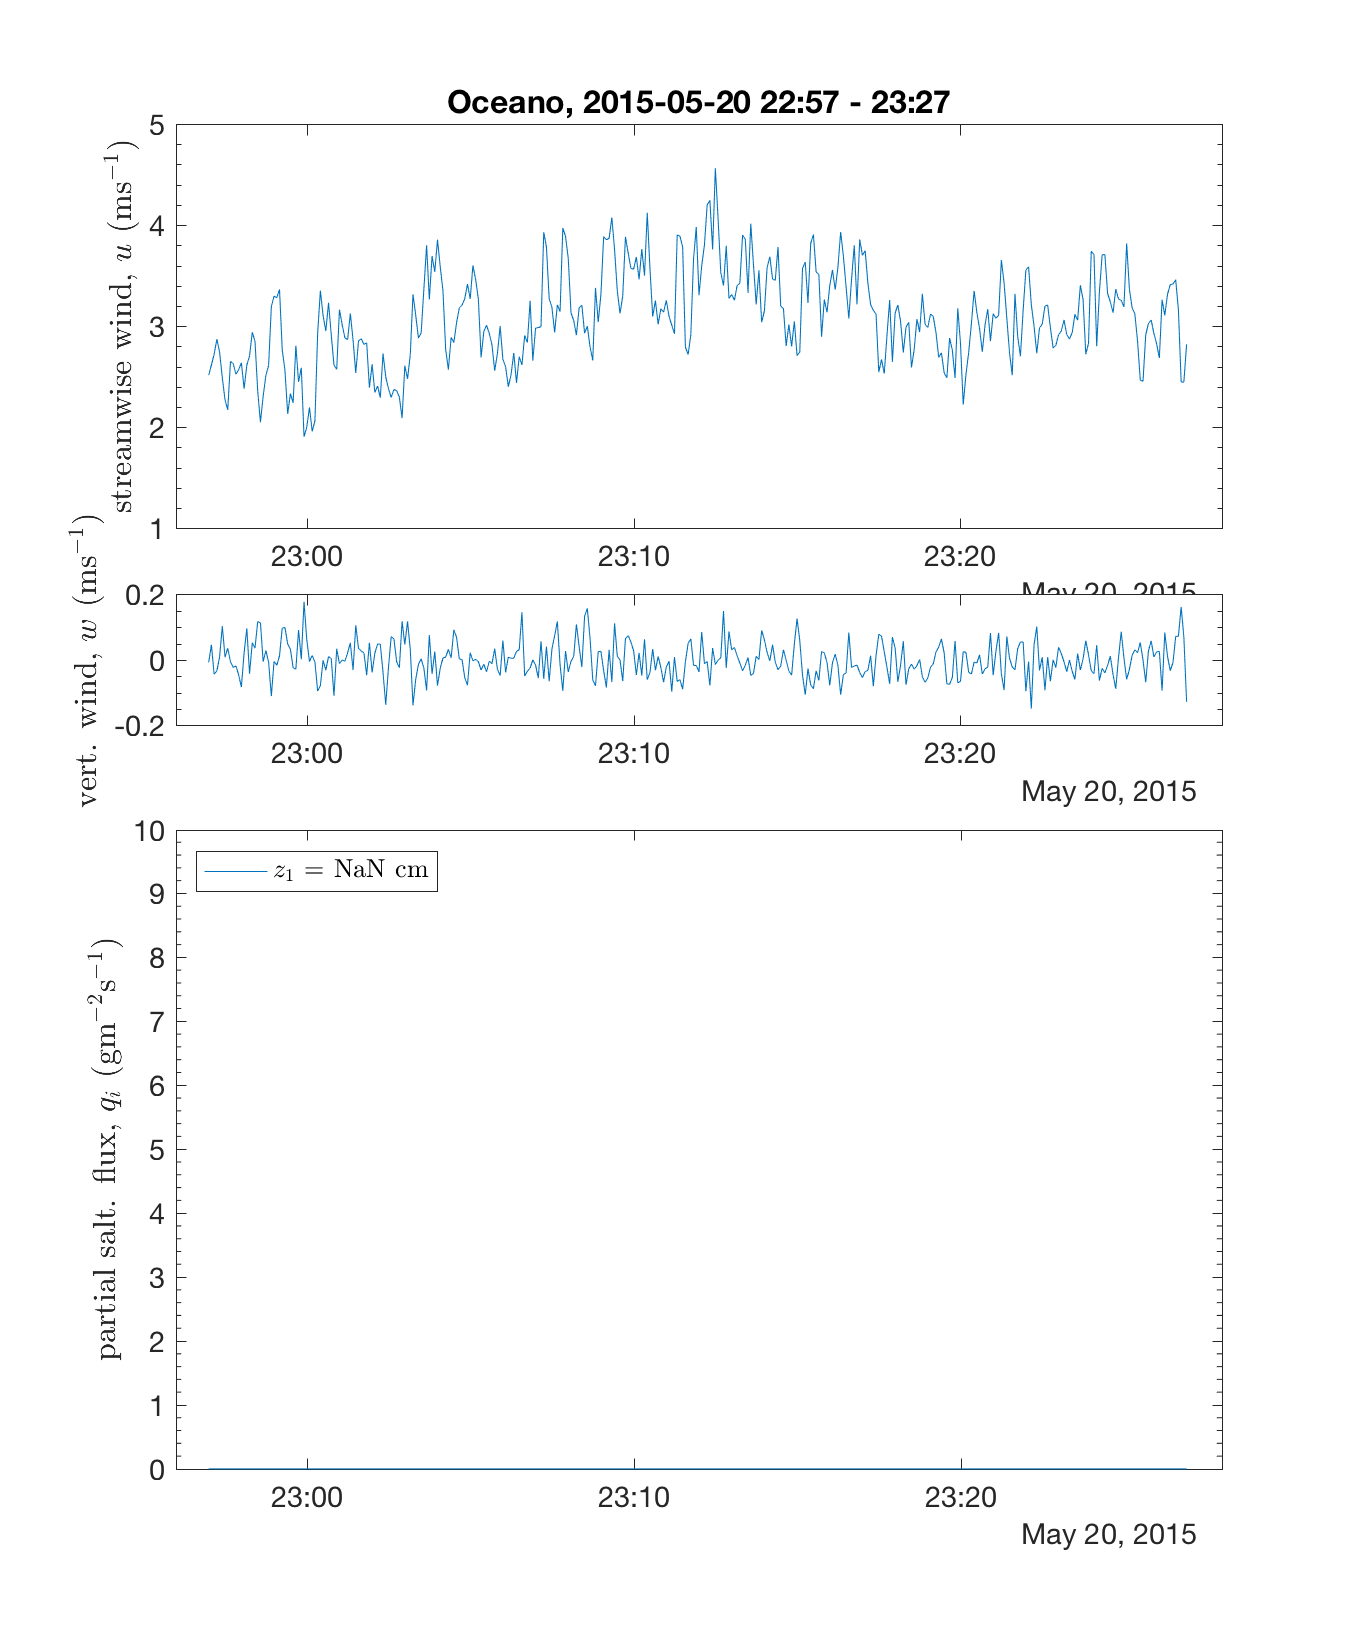 Oceano, 2015-05-20 22:57 - 23:27
streamwise wind, u (ms⁻¹)
5
4
3
2
1
23:00 23:10 23:20
May 20, 2015
vert. wind, w (ms⁻¹)
0.2
0
-0.2
23:00 23:10 23:20
May 20, 2015
partial salt. flux, qᵢ (gm⁻²s⁻¹)
10
9
8
7
6
5
4
3
2
1
0
z₁ = NaN cm
23:00 23:10 23:20
May 20, 2015